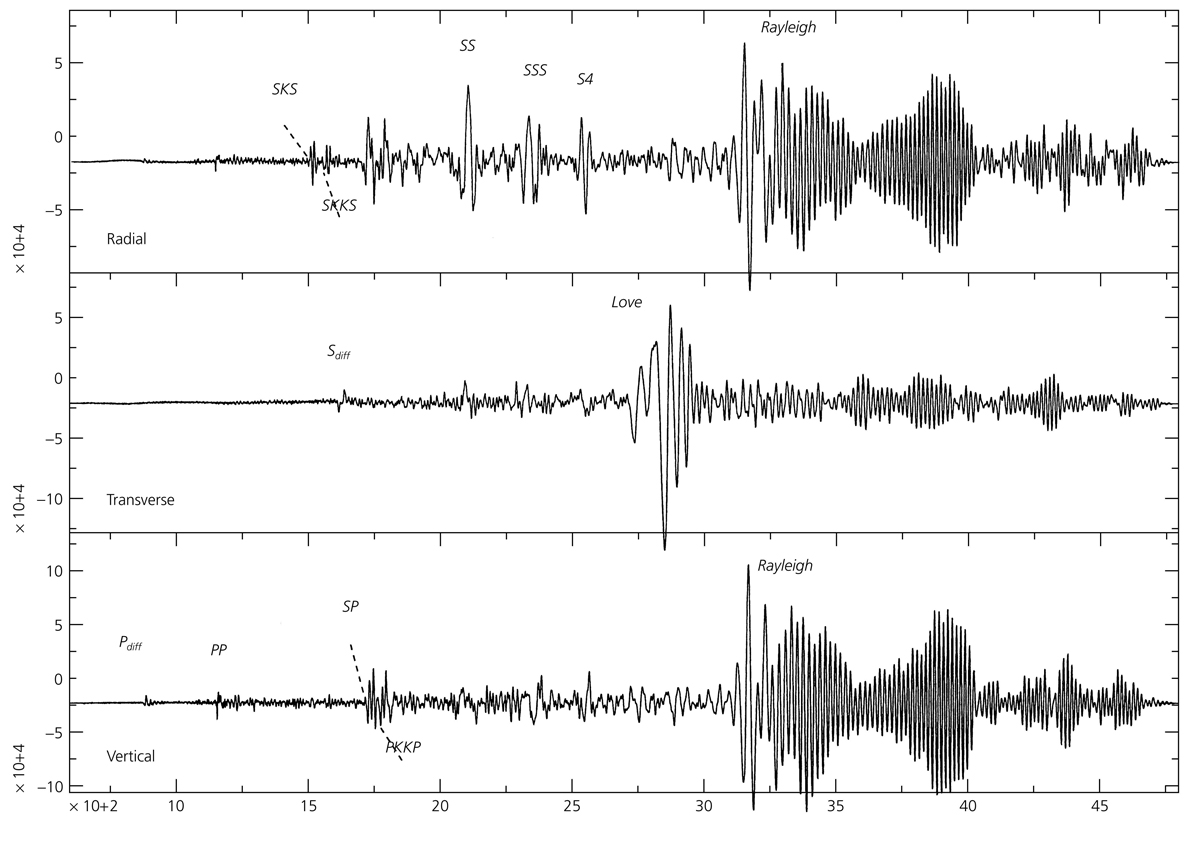 Rayleigh
SS
SSS
S4
SKS
5
0
SKKS
−5
Radial
× 10+4
Love
5
S_diff
0
−5
Transverse
−10
× 10+4
Rayleigh
10
SP
5
P_diff
PP
0
−5
PKKP
Vertical
× 10+4
−10
× 10+2 10 15 20 25 30 35 40 45